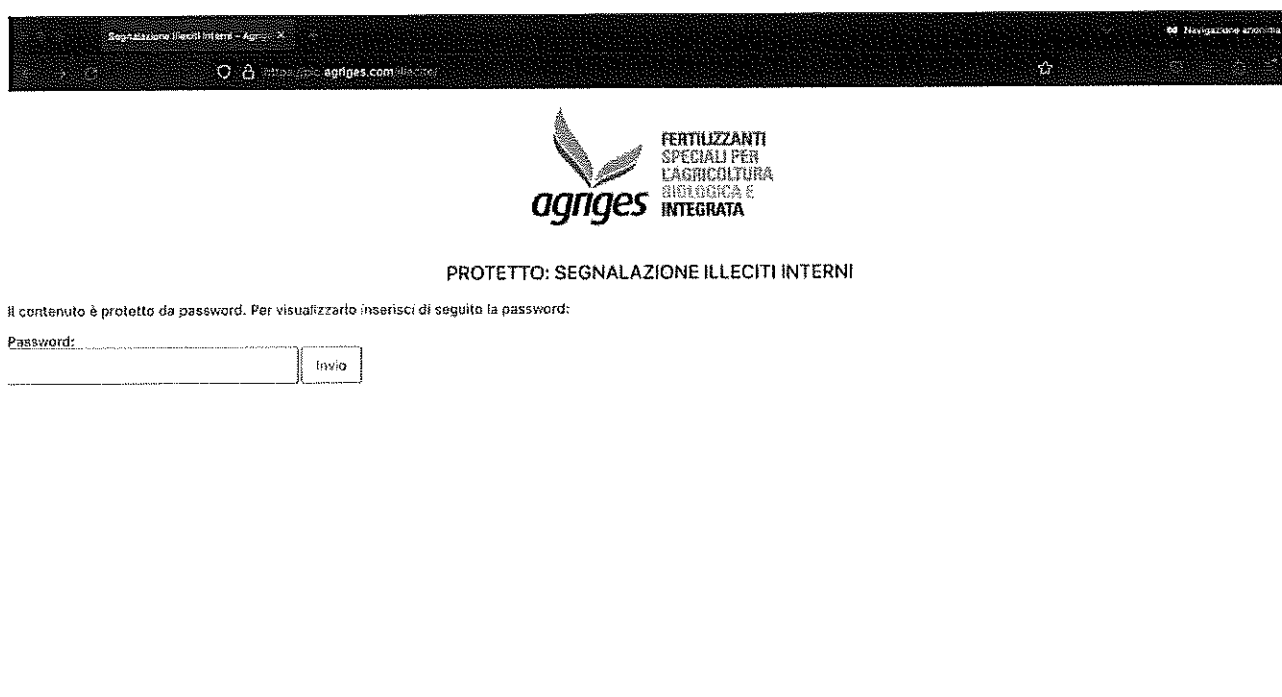 Segnalazione Illeciti Interni – Agrige ×
Navigazione anonima
agriges.com
agriges
FERTILIZZANTI
SPECIALI PER
L'AGRICOLTURA
BIOLOGICA E
INTEGRATA
PROTETTO: SEGNALAZIONE ILLECITI INTERNI
Il contenuto è protetto da password. Per visualizzarlo inserisci di seguito la password:
Password:
Invio